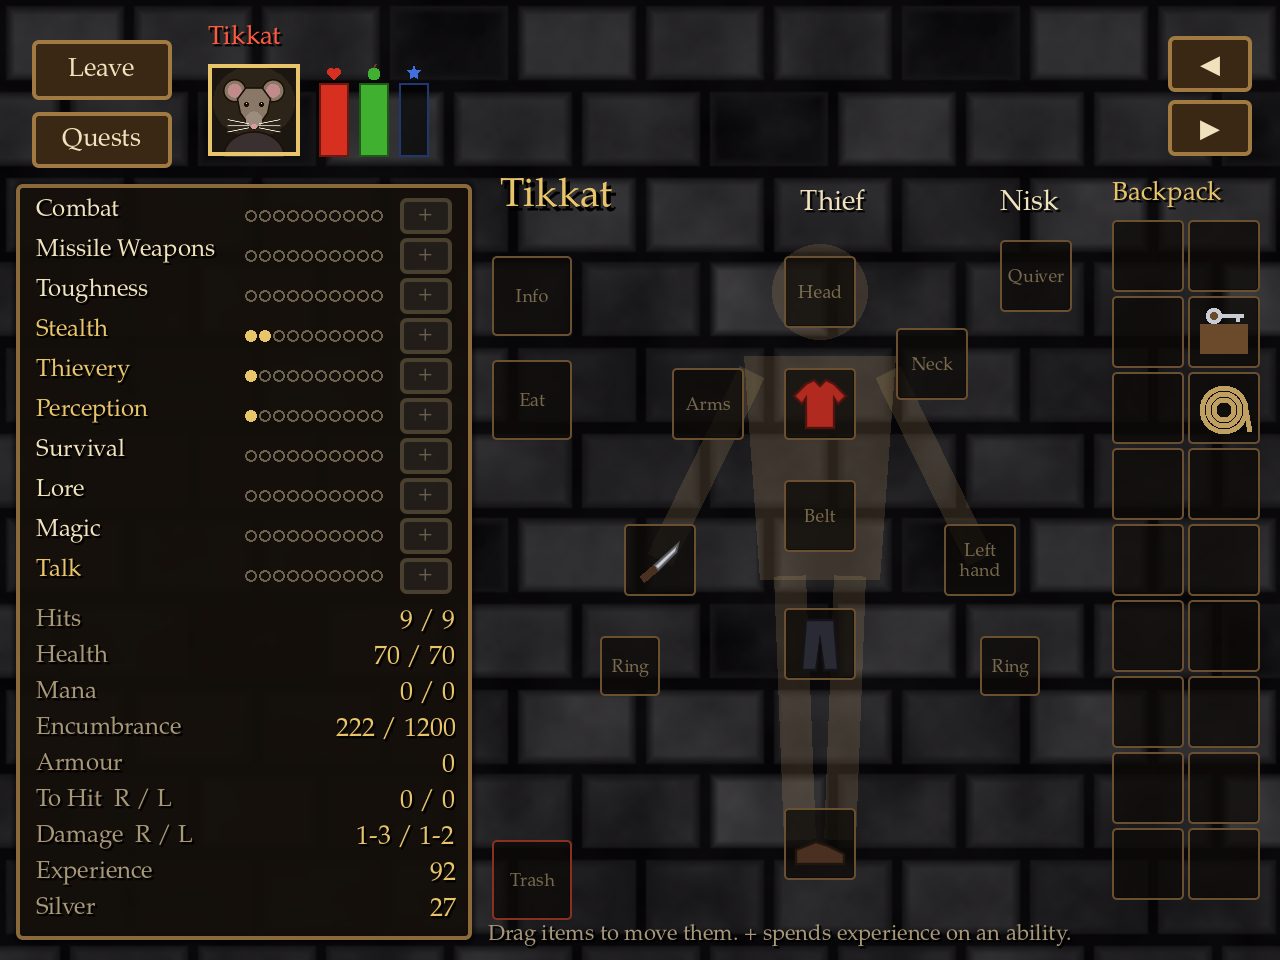 Tikkat
Leave
Quests
Tikkat
Thief
Nisk
Backpack
Combat +
Missile Weapons +
Toughness +
Stealth +
Thievery +
Perception +
Survival +
Lore +
Magic +
Talk +
Hits 9 / 9
Health 70 / 70
Mana 0 / 0
Encumbrance 222 / 1200
Armour 0
To Hit R / L 0 / 0
Damage R / L 1-3 / 1-2
Experience 92
Silver 27
Info
Eat
Head
Quiver
Neck
Arms
Belt
Left
hand
Ring
Ring
Trash
Drag items to move them. + spends experience on an ability.